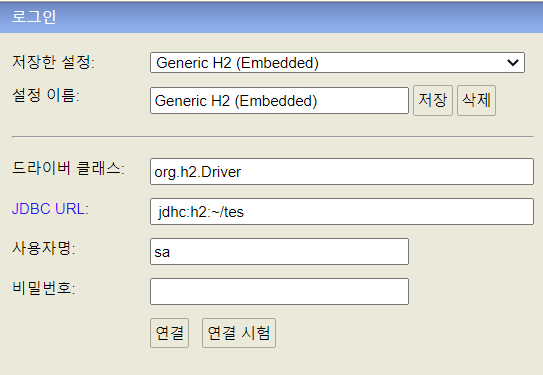 로그인
저장한 설정: Generic H2 (Embedded)
설정 이름: Generic H2 (Embedded) 저장 삭제
드라이버 클래스: org.h2.Driver
JDBC URL: jdhc:h2:~/tes
사용자명: sa
비밀번호:
연결 연결 시험